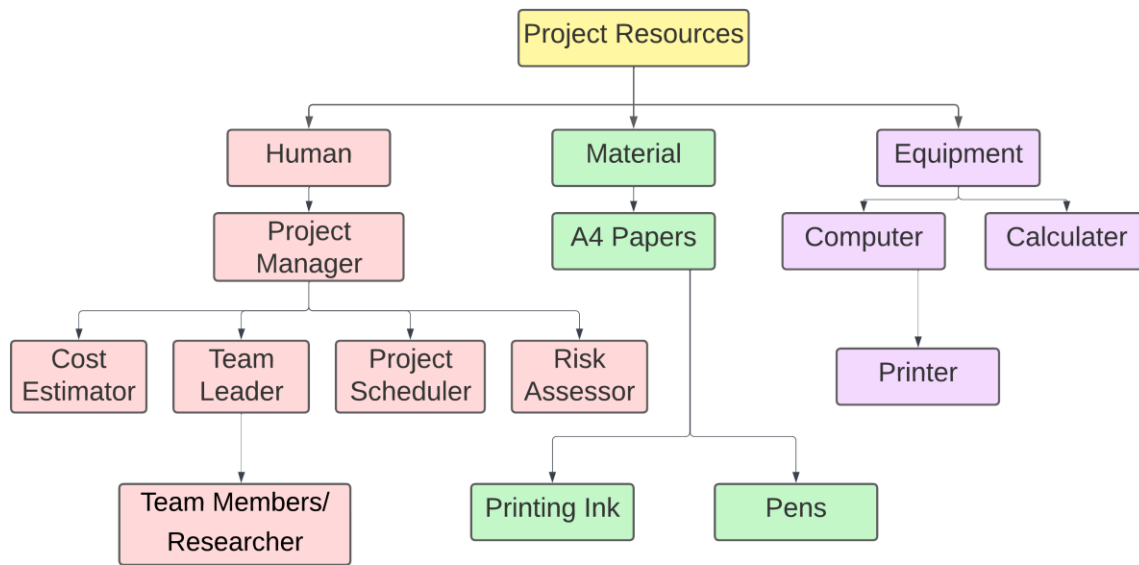 Project Resources
Human
Material
Equipment
Project
Manager
A4 Papers
Computer
Calculater
Cost
Estimator
Team
Leader
Project
Scheduler
Risk
Assessor
Printer
Team Members/
Researcher
Printing Ink
Pens